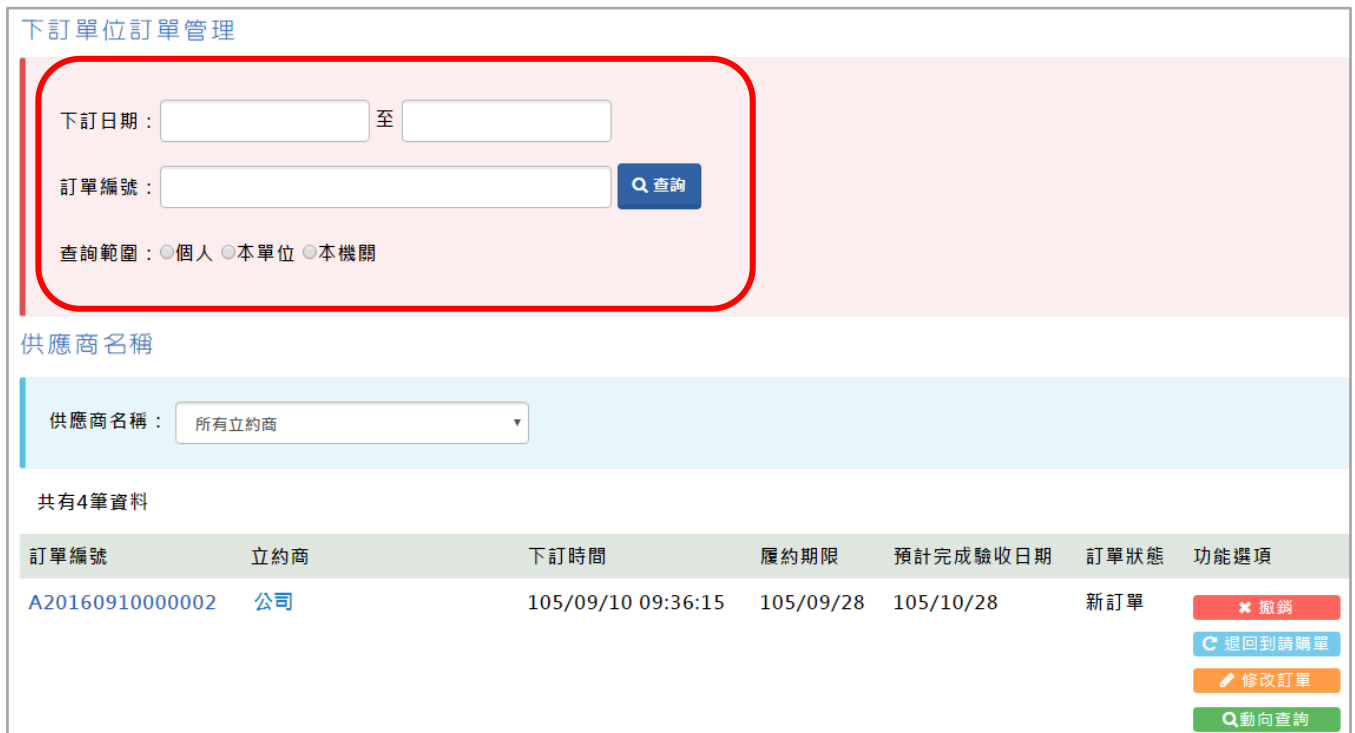 下訂單位訂單管理
下訂日期： 至
訂單編號： 查詢
查詢範圍：個人 本單位 本機關
供應商名稱
供應商名稱： 所有立約商
共有4筆資料
訂單編號 立約商 下訂時間 履約期限 預計完成驗收日期 訂單狀態 功能選項
A20160910000002 公司 105/09/10 09:36:15 105/09/28 105/10/28 新訂單 撤銷
退回到請購單
修改訂單
動向查詢